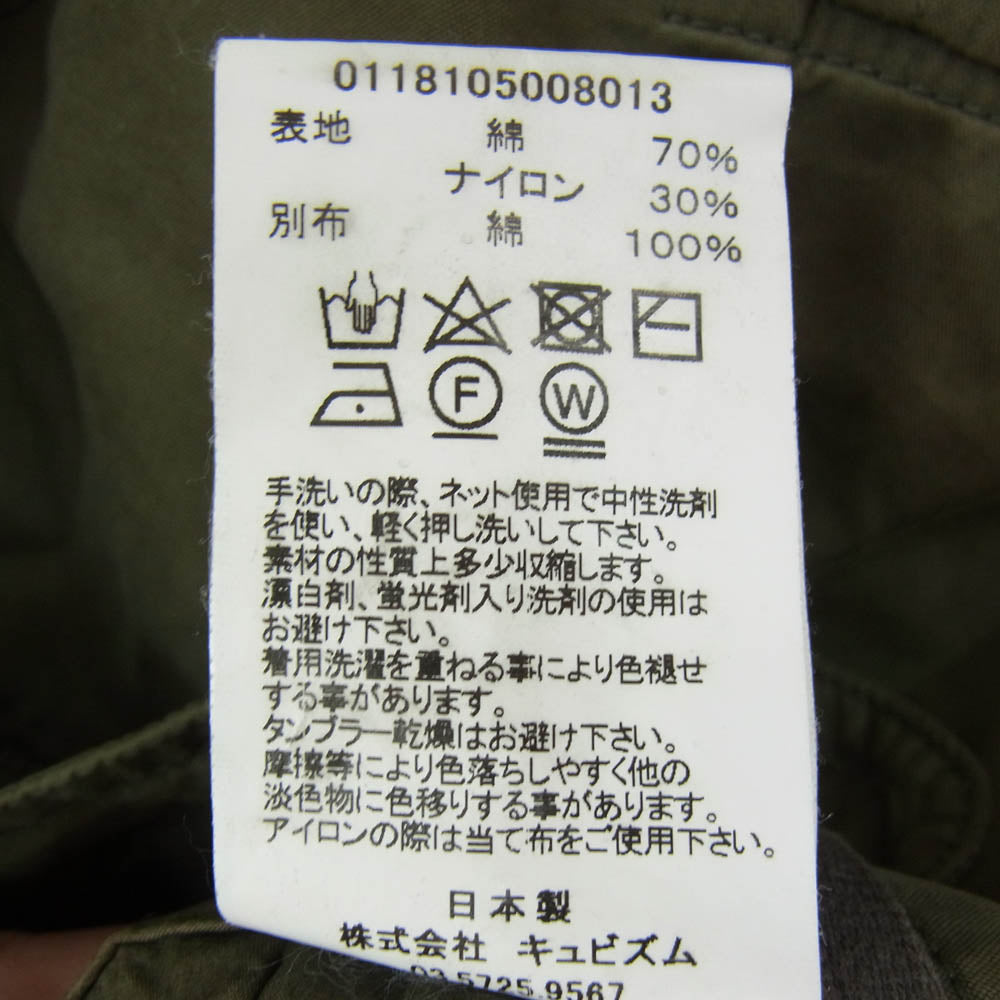 0118105008013
表地 綿 70%
ナイロン 30%
別布 綿 100%
F W
手洗いの際、ネット使用で中性洗剤
を使い、軽く押し洗いして下さい。
素材の性質上多少収縮します。
漂白剤、蛍光剤入り洗剤の使用は
お避け下さい。
着用洗濯を重ねる事により色褪せ
する事があります。
タンブラー乾燥はお避け下さい。
摩擦等により色落ちしやすく他の
淡色物に色移りする事があります。
アイロンの際は当て布をご使用下さい。
日本製
株式会社 キュビズム
03.5725.9567